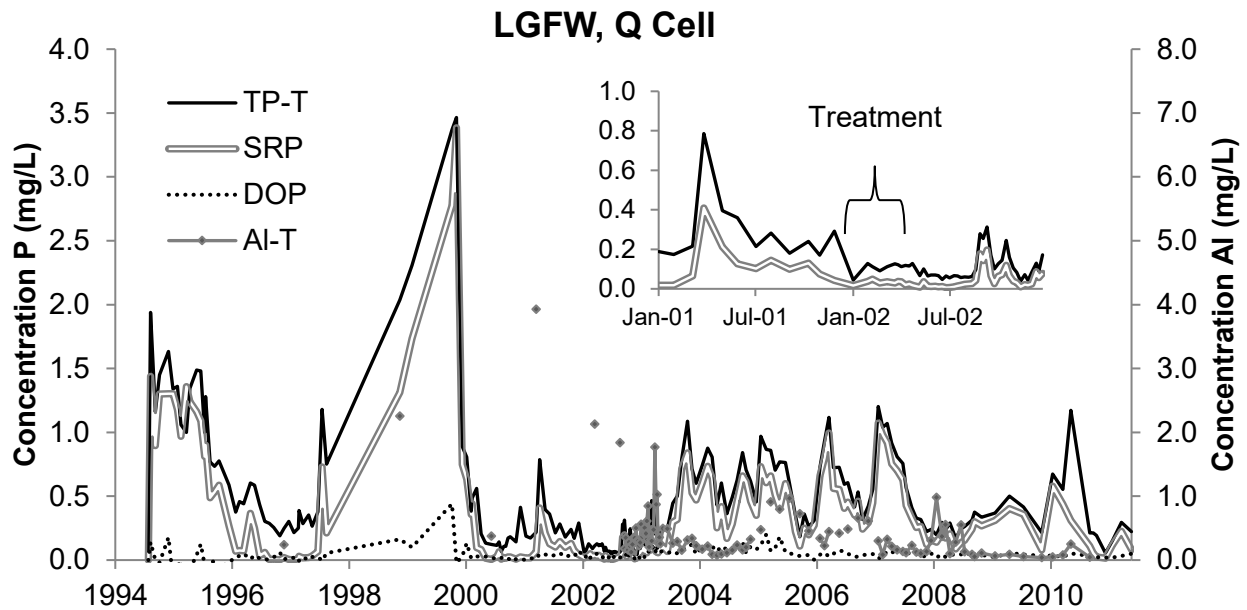 LGFW, Q Cell
4.0
3.5
3.0
2.5
2.0
1.5
1.0
0.5
0.0
Concentration P (mg/L)
TP-T
SRP
DOP
Al-T
1.0
0.8
0.6
0.4
0.2
0.0
Treatment
Jan-01 Jul-01 Jan-02 Jul-02
8.0
7.0
6.0
5.0
4.0
3.0
2.0
1.0
0.0
Concentration Al (mg/L)
1994 1996 1998 2000 2002 2004 2006 2008 2010